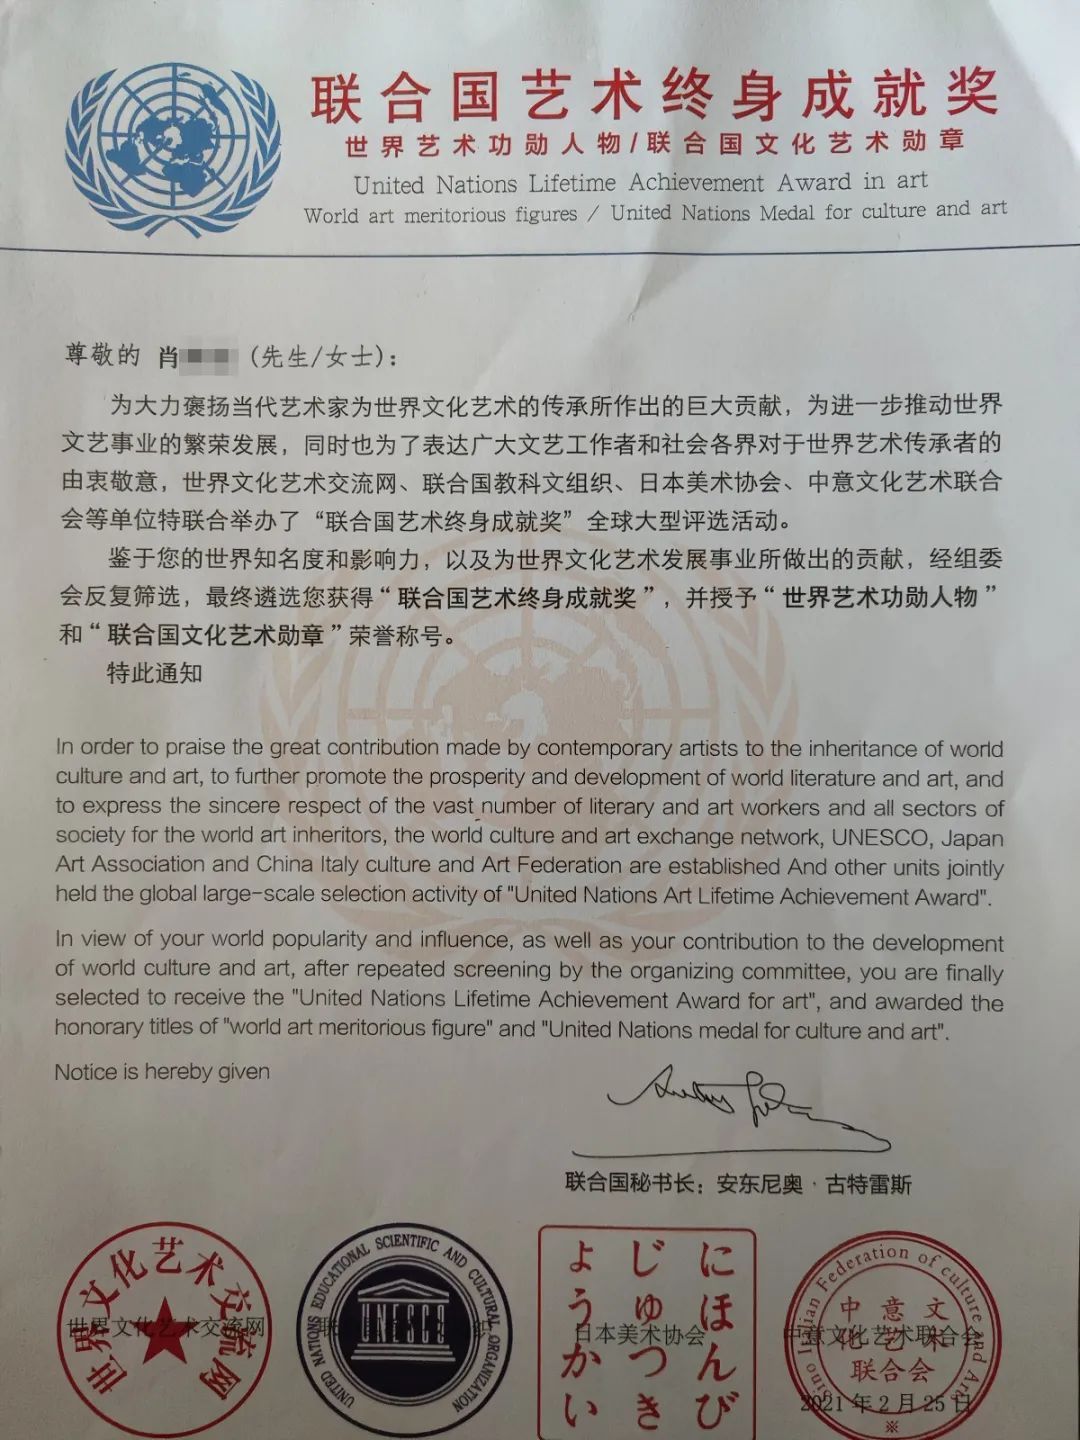 联合国艺术终身成就奖
世界艺术功勋人物/联合国文化艺术勋章
United Nations Lifetime Achievement Award in art
World art meritorious figures / United Nations Medal for culture and art
尊敬的 肖 (先生/女士):
为大力褒扬当代艺术家为世界文化艺术的传承所作出的巨大贡献，为进一步推动世界
文艺事业的繁荣发展，同时也为了表达广大文艺工作者和社会各界对于世界艺术传承者的
由衷敬意，世界文化艺术交流网、联合国教科文组织、日本美术协会、中意文化艺术联合
会等单位特联合举办了“联合国艺术终身成就奖”全球大型评选活动。
鉴于您的世界知名度和影响力，以及为世界文化艺术发展事业所做出的贡献，经组委
会反复筛选，最终遴选您获得“联合国艺术终身成就奖”，并授予“世界艺术功勋人物”
和“联合国文化艺术勋章”荣誉称号。
特此通知
In order to praise the great contribution made by contemporary artists to the inheritance of world
culture and art, to further promote the prosperity and development of world literature and art, and
to express the sincere respect of the vast number of literary and art workers and all sectors of
society for the world art inheritors, the world culture and art exchange network, UNESCO, Japan
Art Association and China Italy culture and Art Federation are established And other units jointly
held the global large-scale selection activity of "United Nations Art Lifetime Achievement Award".
In view of your world popularity and influence, as well as your contribution to the development
of world culture and art, after repeated screening by the organizing committee, you are finally
selected to receive the "United Nations Lifetime Achievement Award for art", and awarded the
honorary titles of "world art meritorious figure" and "United Nations medal for culture and art".
Notice is hereby given
联合国秘书长：安东尼奥·古特雷斯
世界文化艺术交流网
世界文化艺术交流网
UNITED NATIONS EDUCATIONAL SCIENTIFIC AND CULTURAL ORGANIZATION
UNESCO
にほんび
じゅつき
ょうかい
日本美术协会
Sino Italian Federation of culture and Art
中意文
化艺术
联合会
中意文化艺术联合会
2021年2月25日